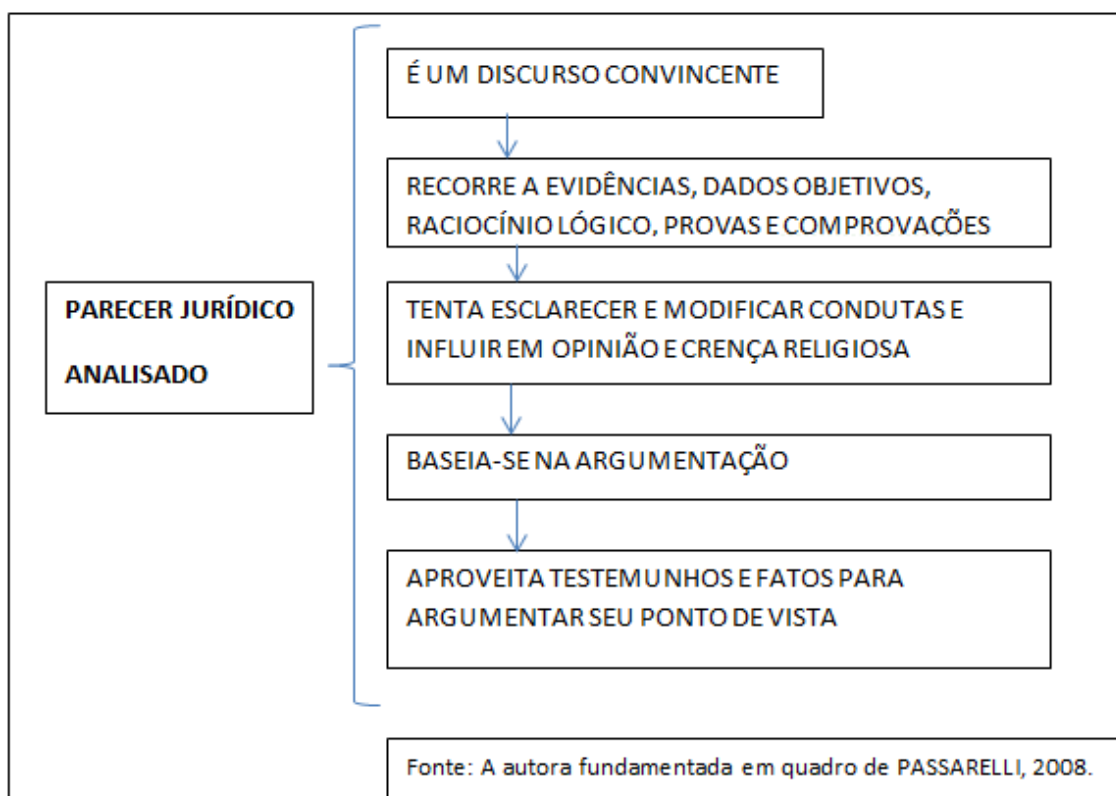 É UM DISCURSO CONVINCENTE
RECORRE A EVIDÊNCIAS, DADOS OBJETIVOS,
RACIOCÍNIO LÓGICO, PROVAS E COMPROVAÇÕES
PARECER JURÍDICO
ANALISADO
TENTA ESCLARECER E MODIFICAR CONDUTAS E
INFLUIR EM OPINIÃO E CRENÇA RELIGIOSA
BASEIA-SE NA ARGUMENTAÇÃO
APROVEITA TESTEMUNHOS E FATOS PARA
ARGUMENTAR SEU PONTO DE VISTA
Fonte: A autora fundamentada em quadro de PASSARELLI, 2008.